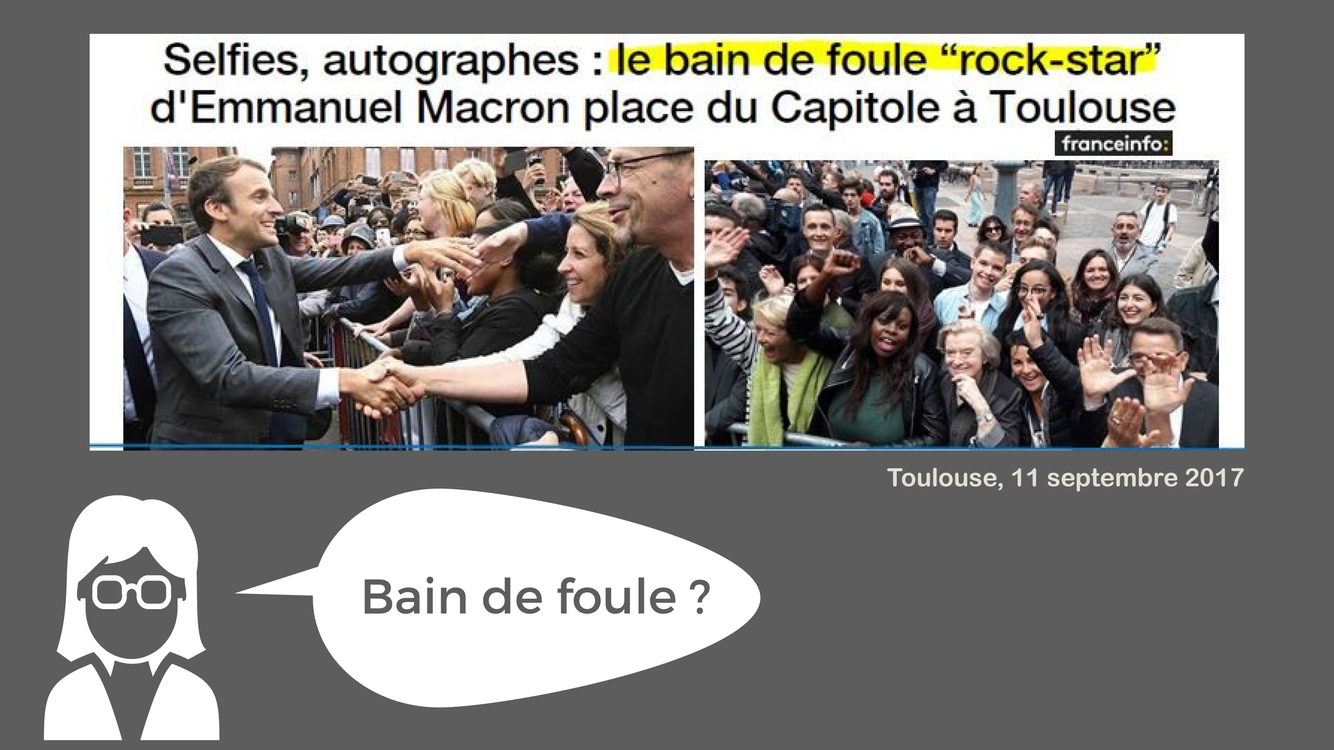 Selfies, autographes : le bain de foule “rock-star”
d'Emmanuel Macron place du Capitole à Toulouse
franceinfo:
Toulouse, 11 septembre 2017
Bain de foule ?